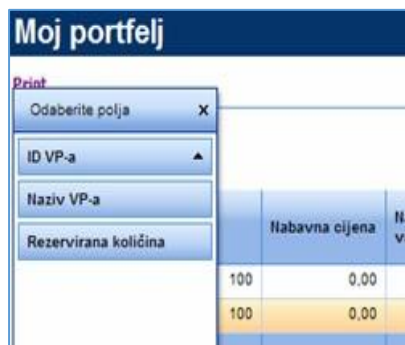 Moj portfelj
Print
Odaberite polja x
ID VP-a
Naziv VP-a
Rezervirana količina
Nabavna cijena
100 0,00
100 0,00